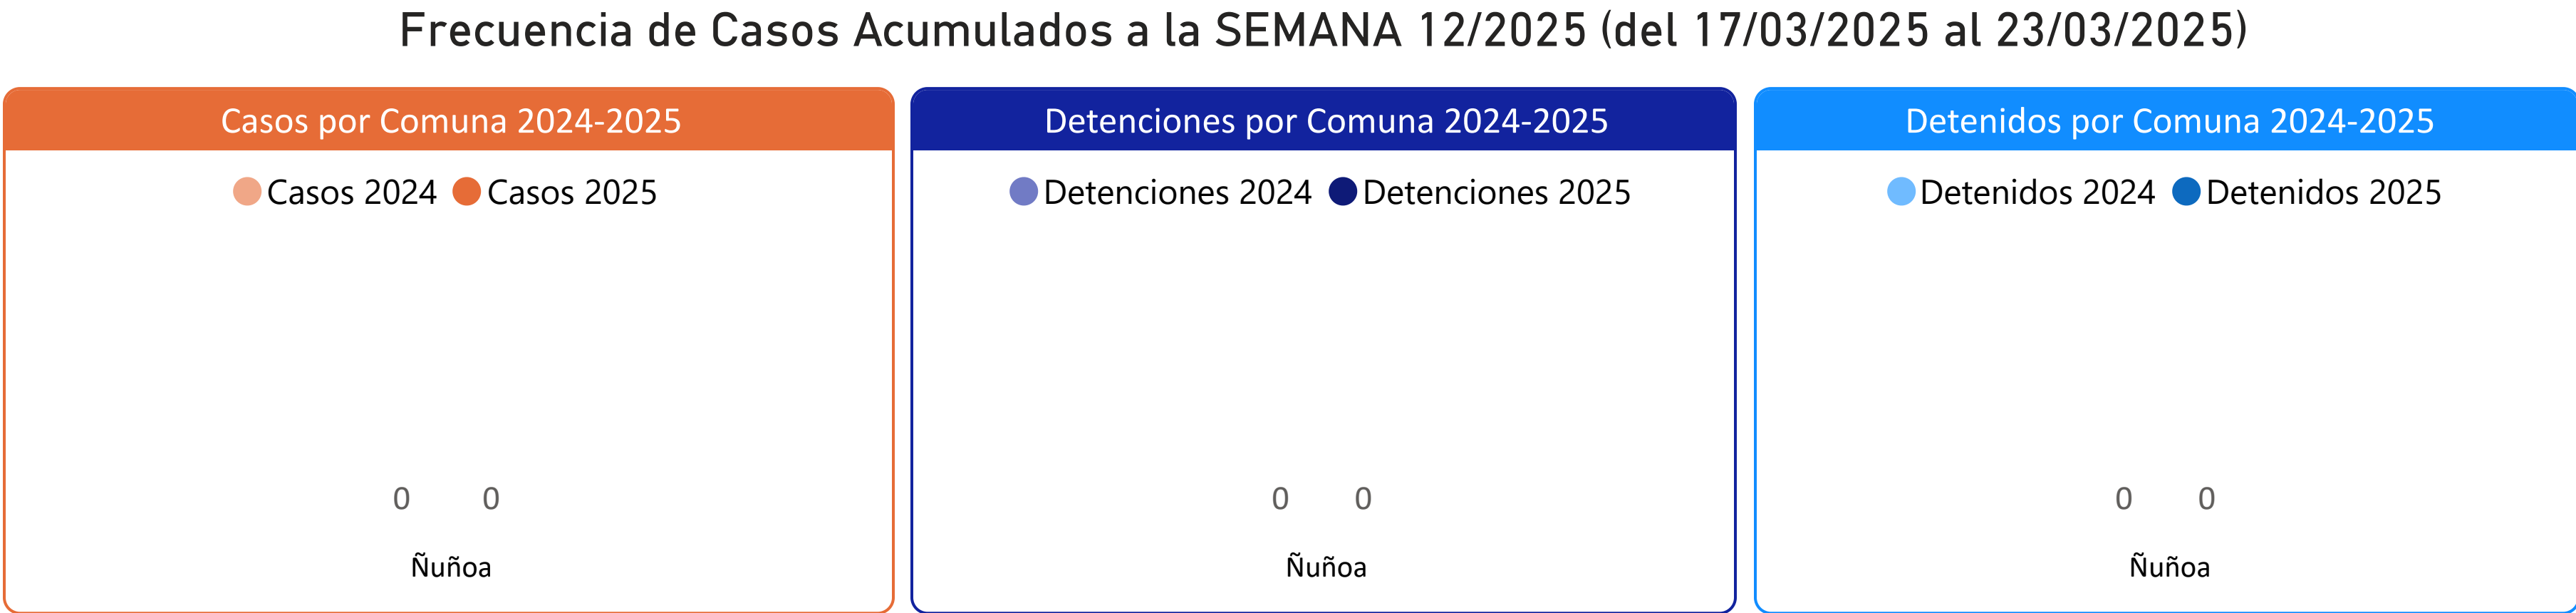 Frecuencia de Casos Acumulados a la SEMANA 12/2025 (del 17/03/2025 al 23/03/2025)
Casos por Comuna 2024-2025
Casos 2024 Casos 2025
0 0
Ñuñoa
Detenciones por Comuna 2024-2025
Detenciones 2024 Detenciones 2025
0 0
Ñuñoa
Detenidos por Comuna 2024-2025
Detenidos 2024 Detenidos 2025
0 0
Ñuñoa